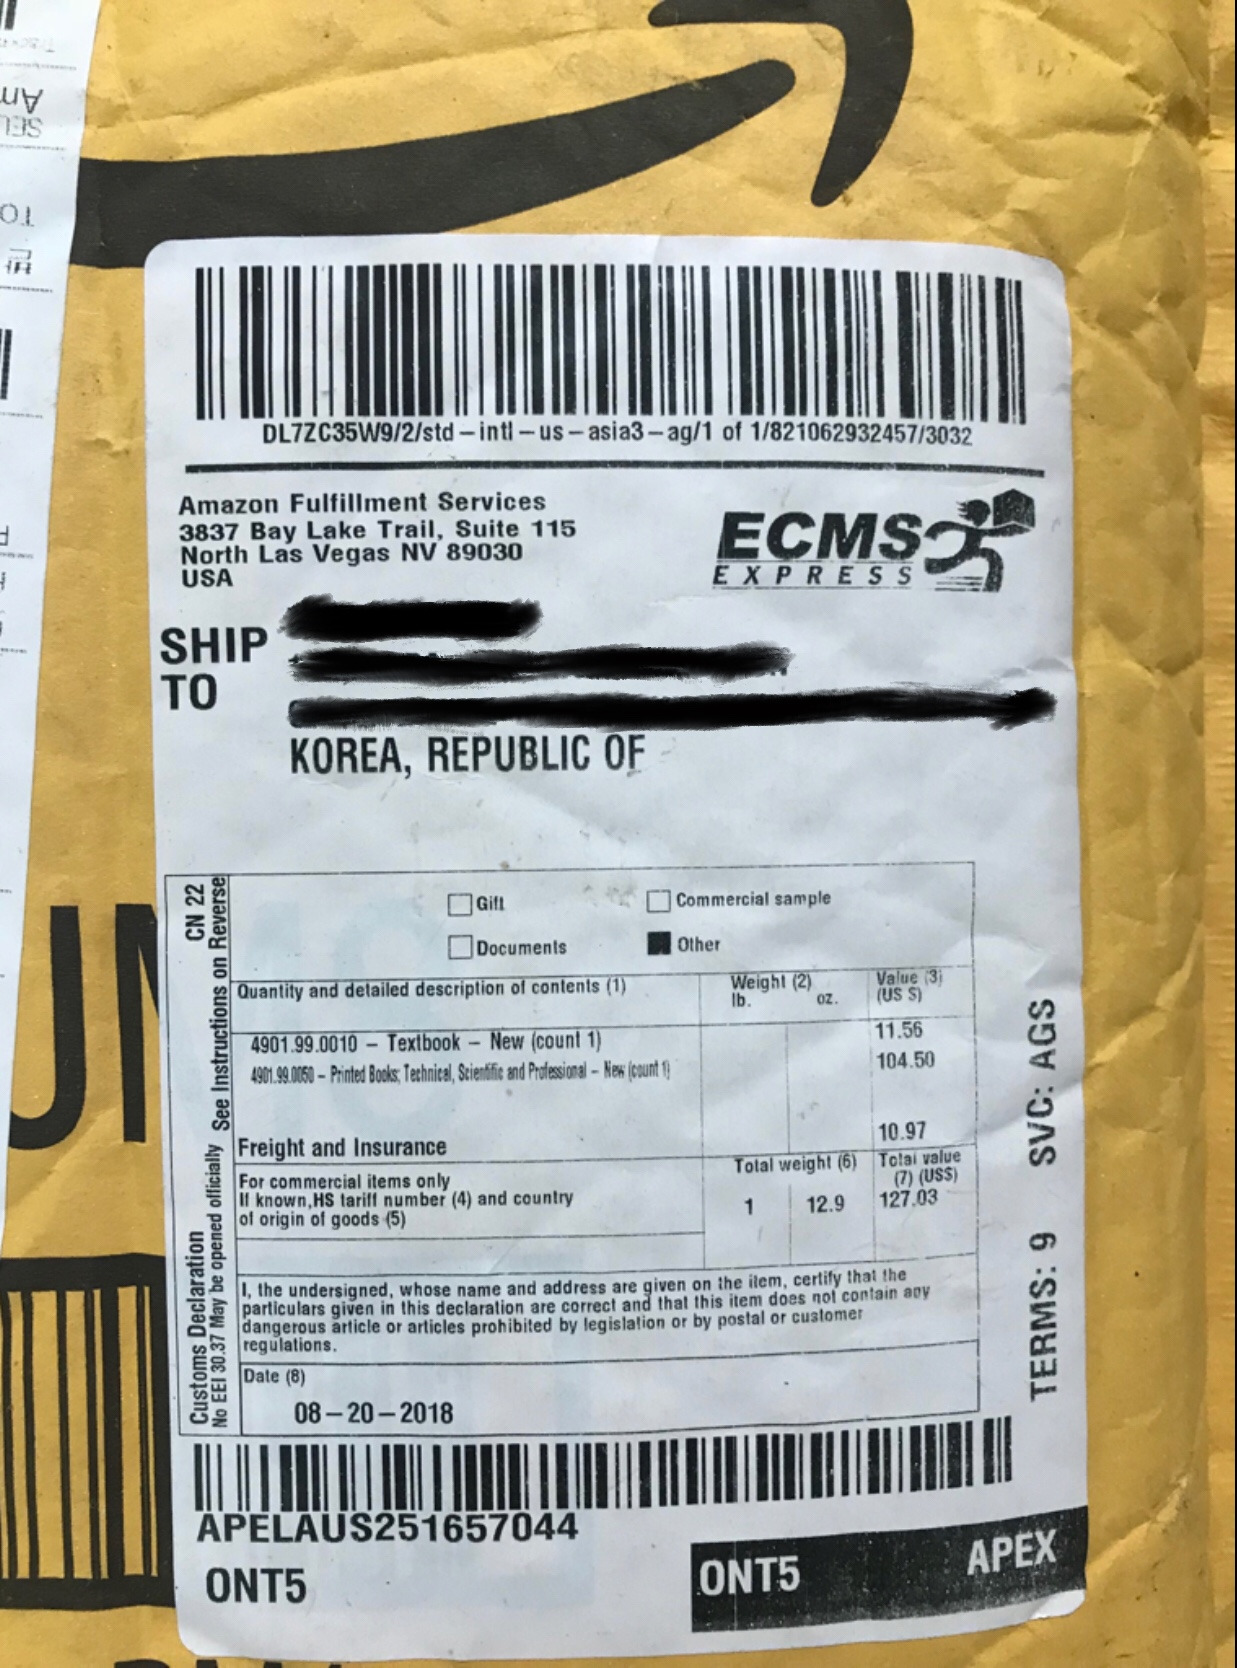 DL7ZC35W9/2/std-intl-us-asia3-ag/1 of 1/821062932457/3032
Amazon Fulfillment Services
3837 Bay Lake Trail, Suite 115
North Las Vegas NV 89030
USA
ECMS
EXPRESS
SHIP
TO
KOREA, REPUBLIC OF
CN 22
See Instructions on Reverse
Customs Declaration
No EEI 30.37 May be opened officially
Gift
Commercial sample
Documents
Other
Quantity and detailed description of contents (1) Weight (2) lb. oz. Value (3) (US $)
4901.99.0010 - Textbook - New (count 1) 11.56
4901.99.0050 - Printed Books; Technical, Scientific and Professional - New (count 1) 104.50
Freight and Insurance 10.97
For commercial items only
If known,HS tariff number (4) and country
of origin of goods (5)
Total weight (6) Total value (7) (US$)
1 12.9 127.03
I, the undersigned, whose name and address are given on the item, certify that the
particulars given in this declaration are correct and that this item does not contain any
dangerous article or articles prohibited by legislation or by postal or customer
regulations.
Date (8)
08-20-2018
TERMS: 9 SVC: AGS
APELAUS251657044
ONT5
ONT5 APEX